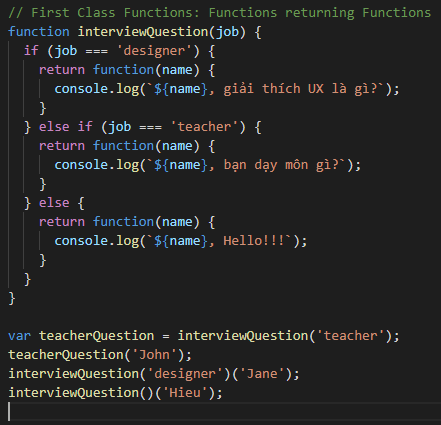 // First Class Functions: Functions returning Functions
function interviewQuestion(job) {
  if (job === 'designer') {
    return function(name) {
      console.log(`${name}, giải thích UX là gì?`);
    }
  } else if (job === 'teacher') {
    return function(name) {
      console.log(`${name}, bạn dạy môn gì?`);
    }
  } else {
    return function(name) {
      console.log(`${name}, Hello!!!`);
    }
  }
}

var teacherQuestion = interviewQuestion('teacher');
teacherQuestion('John');
interviewQuestion('designer')('Jane');
interviewQuestion()('Hieu');